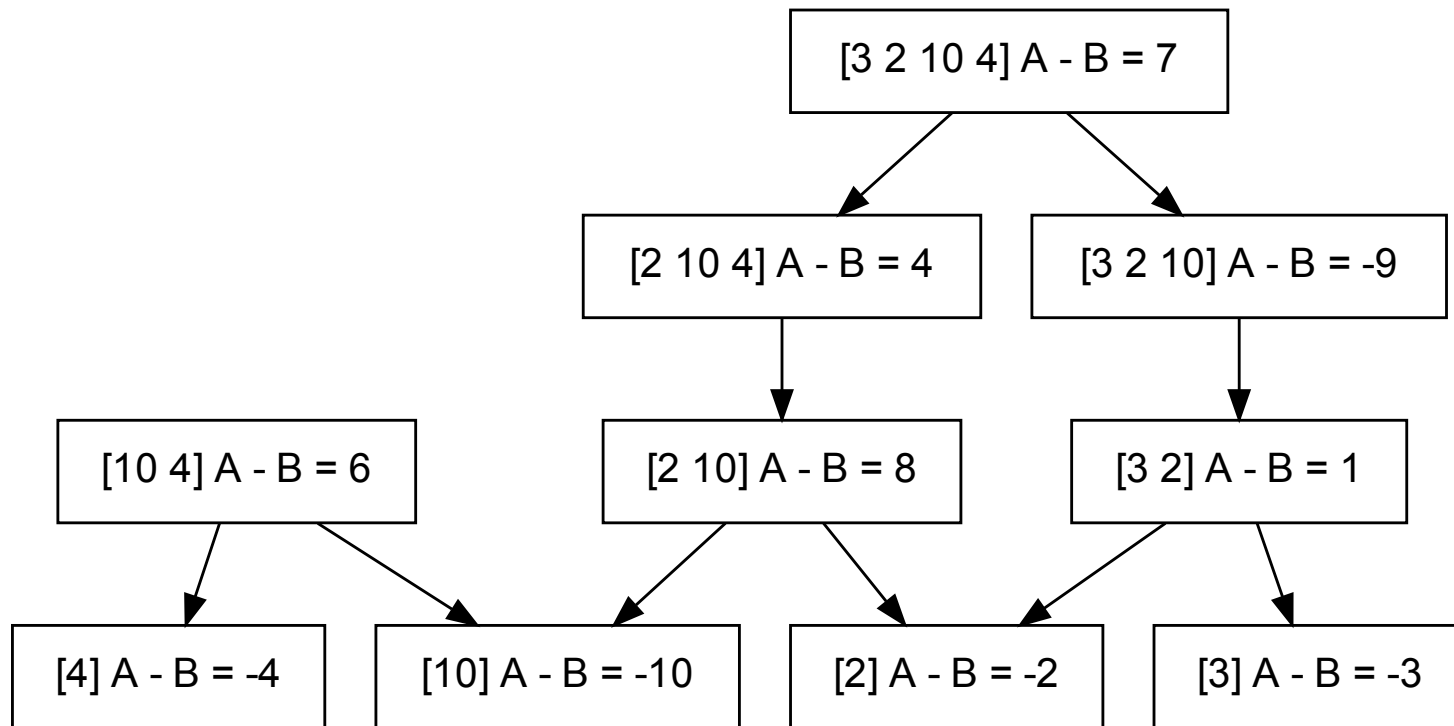 [3 2 10 4] A - B = 7
[2 10 4] A - B = 4
[3 2 10] A - B = -9
[10 4] A - B = 6
[2 10] A - B = 8
[3 2] A - B = 1
[4] A - B = -4
[10] A - B = -10
[2] A - B = -2
[3] A - B = -3